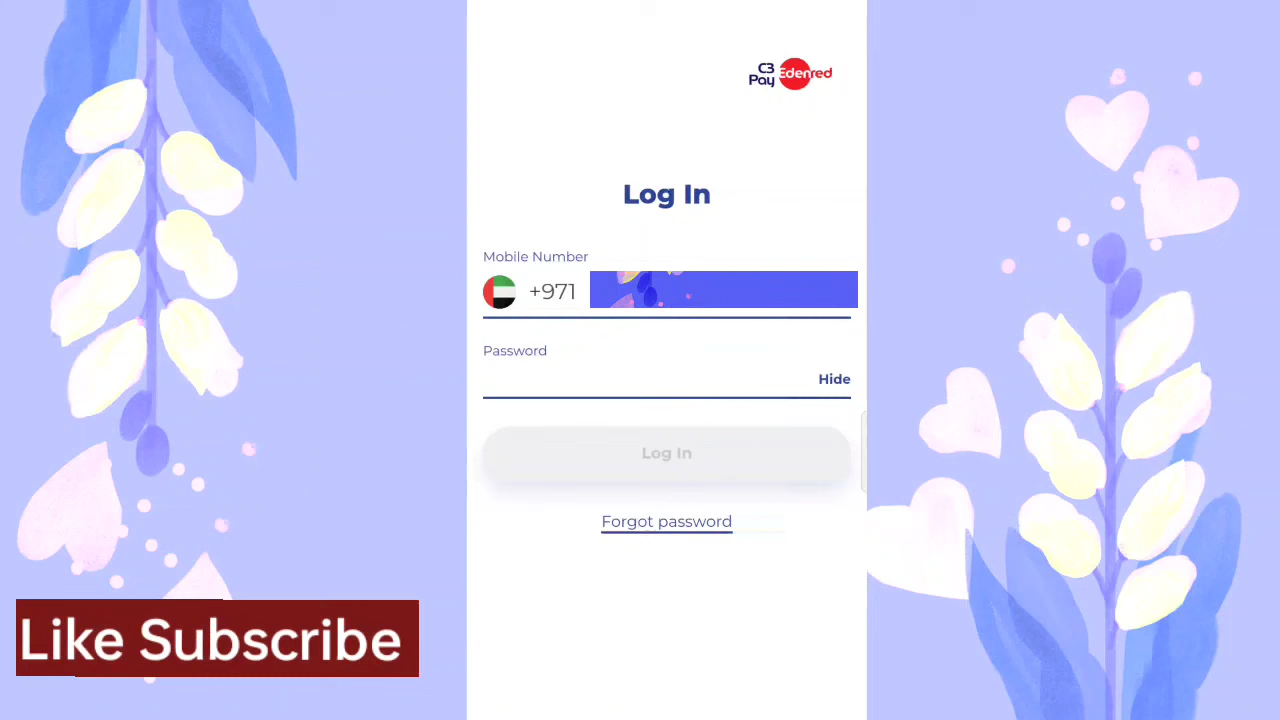 C3
Pay Edenred
Log In
Mobile Number
+971
Password
Hide
Log In
Forgot password
Like Subscribe